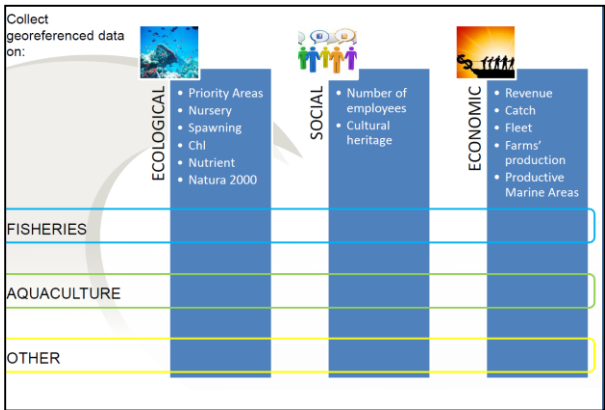 Collect
georeferenced data
on:
ECOLOGICAL
• Priority Areas
• Nursery
• Spawning
• Chl
• Nutrient
• Natura 2000
SOCIAL
• Number of
employees
• Cultural
heritage
ECONOMIC
• Revenue
• Catch
• Fleet
• Farms'
production
• Productive
Marine Areas
FISHERIES
AQUACULTURE
OTHER